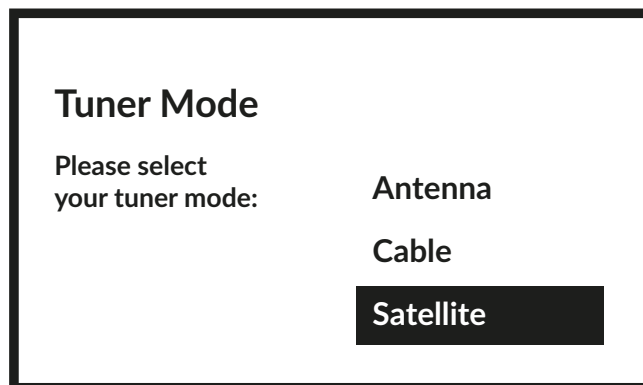 Tuner Mode
Please select
your tuner mode:
Antenna
Cable
Satellite